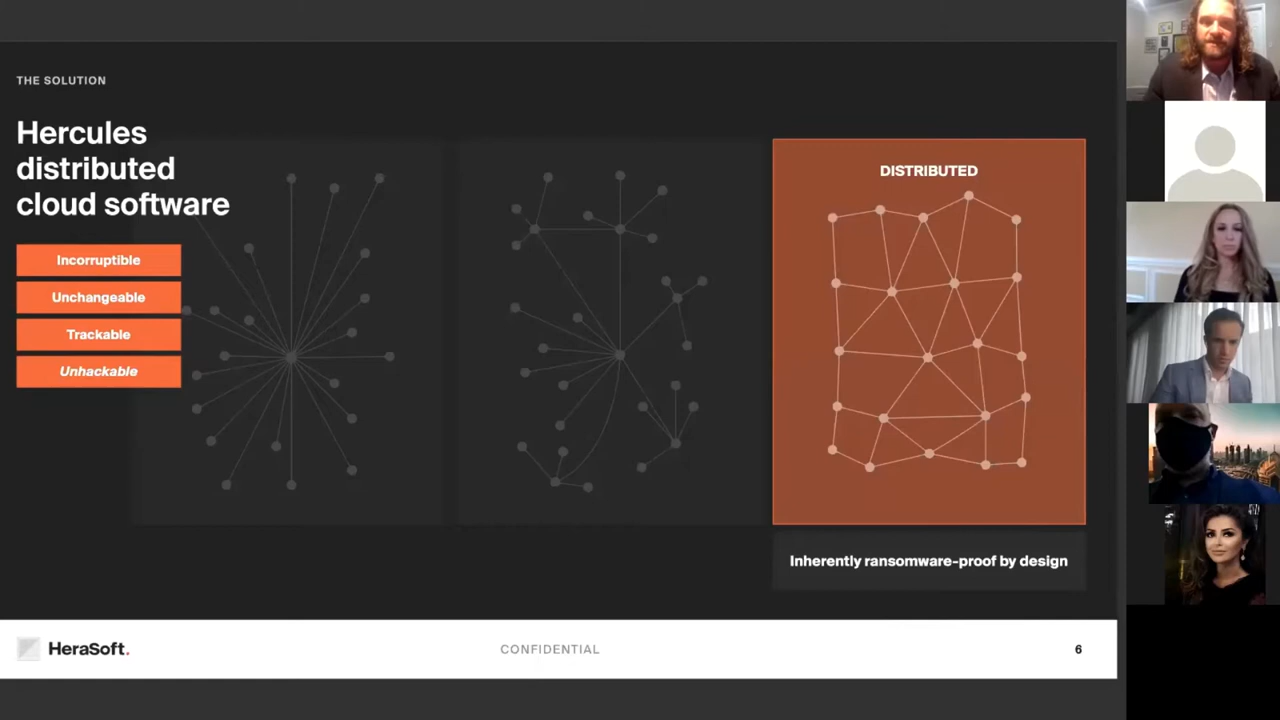 THE SOLUTION
Hercules
distributed
cloud software
Incorruptible
Unchangeable
Trackable
Unhackable
DISTRIBUTED
Inherently ransomware-proof by design
HeraSoft.
CONFIDENTIAL
6